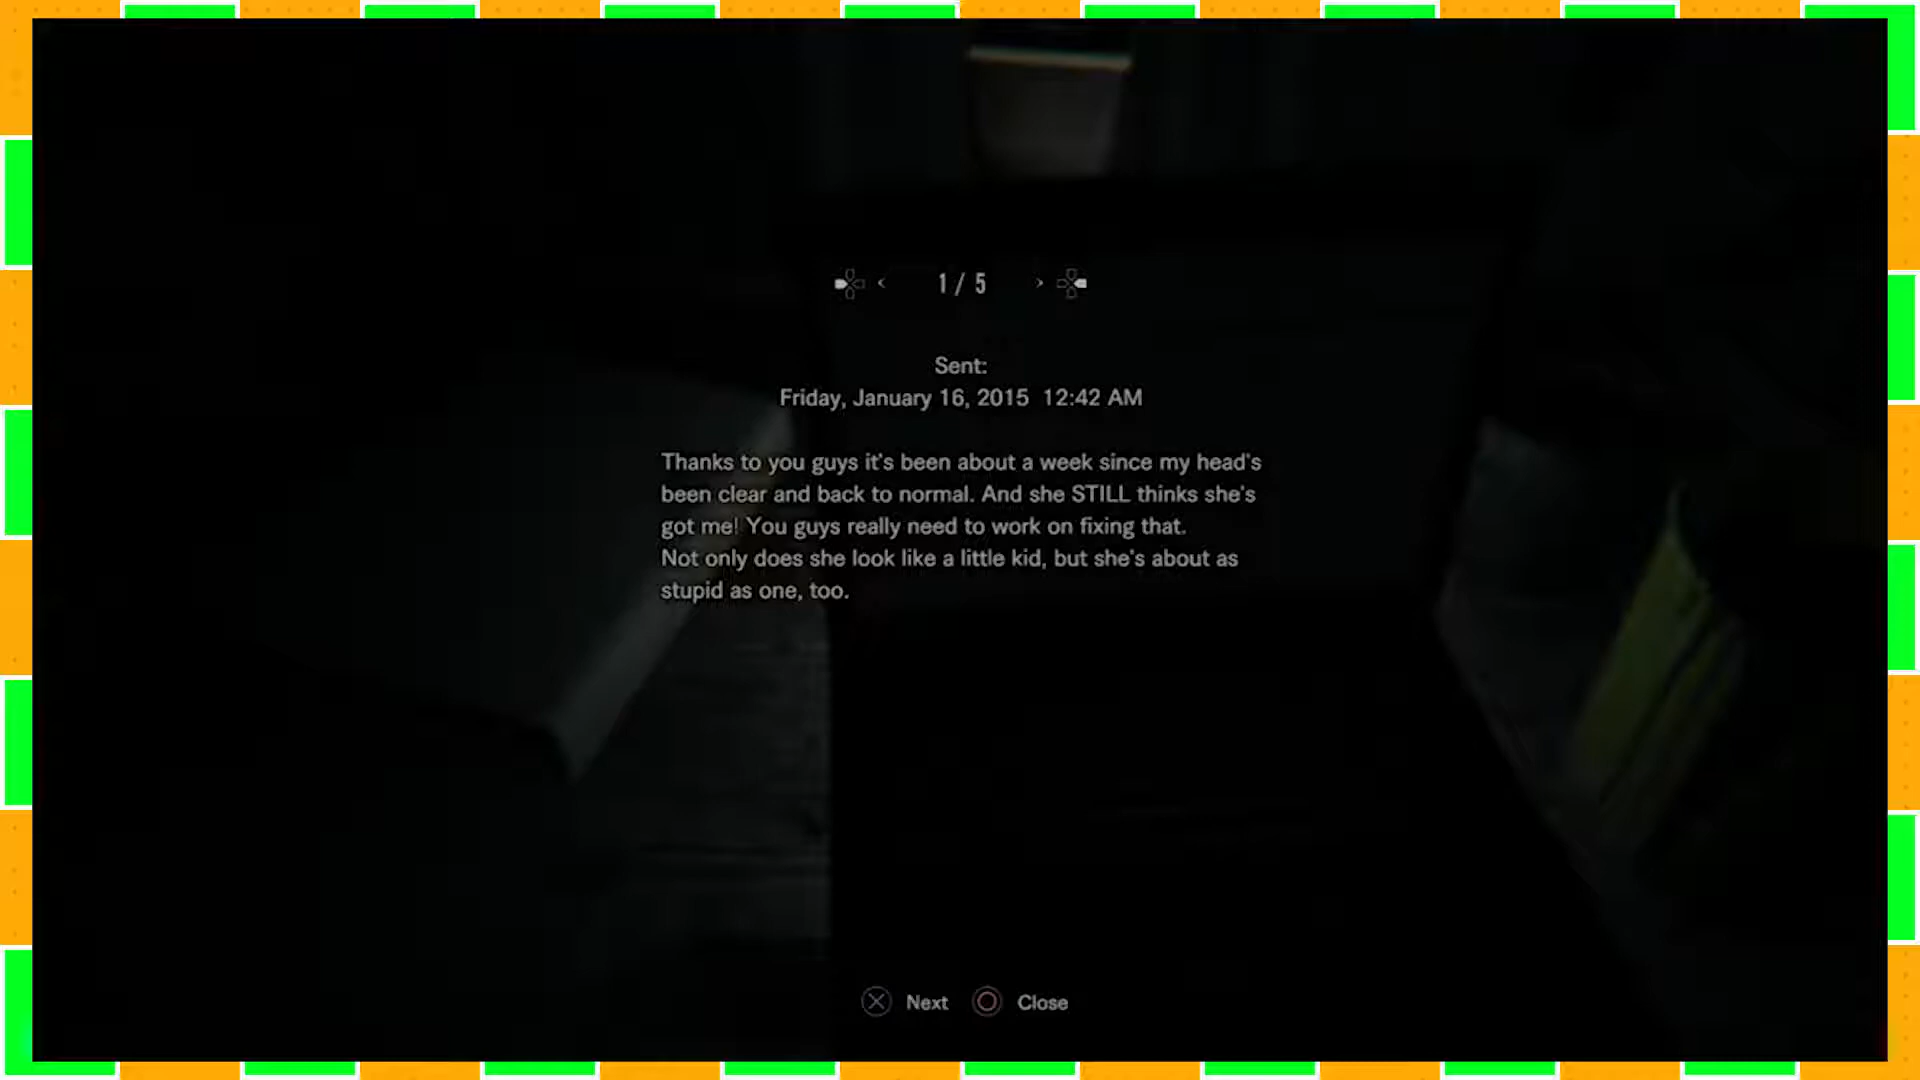 < 1 / 5 >
Sent:
Friday, January 16, 2015 12:42 AM
Thanks to you guys it's been about a week since my head's
been clear and back to normal. And she STILL thinks she's
got me! You guys really need to work on fixing that.
Not only does she look like a little kid, but she's about as
stupid as one, too.
Next Close